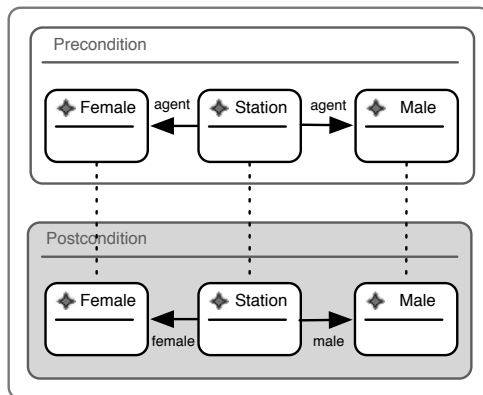 Precondition
agent agent
Female Station Male
Postcondition
Female Station Male
female male